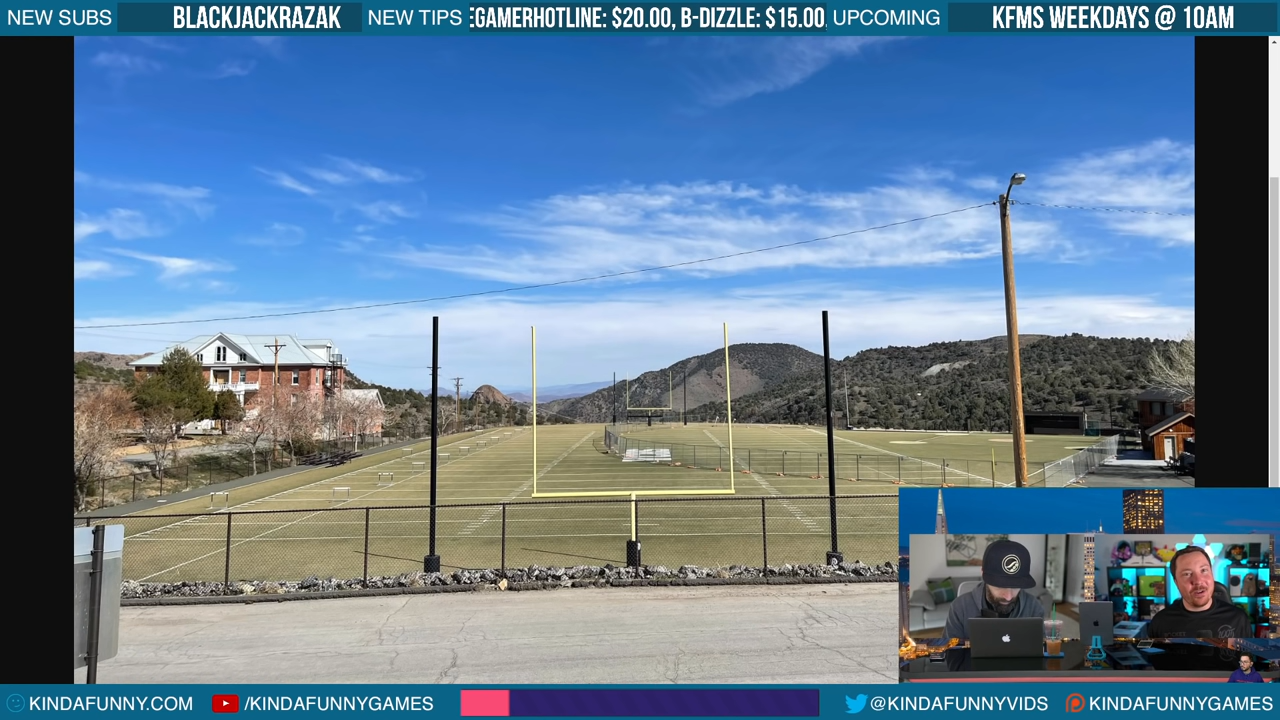 NEW SUBS BLACKJACKRAZAK NEW TIPS EGAMERHOTLINE: $20.00, B-DIZZLE: $15.00, UPCOMING KFMS WEEKDAYS @ 10AM
KINDAFUNNY.COM /KINDAFUNNYGAMES @KINDAFUNNYVIDS KINDAFUNNYGAMES